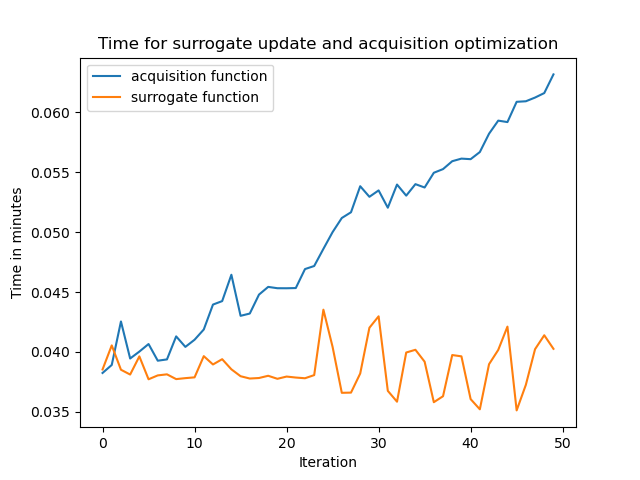 Time for surrogate update and acquisition optimization
acquisition function
surrogate function
0.060
0.055
0.050
0.045
0.040
0.035
Time in minutes
0 10 20 30 40 50
Iteration